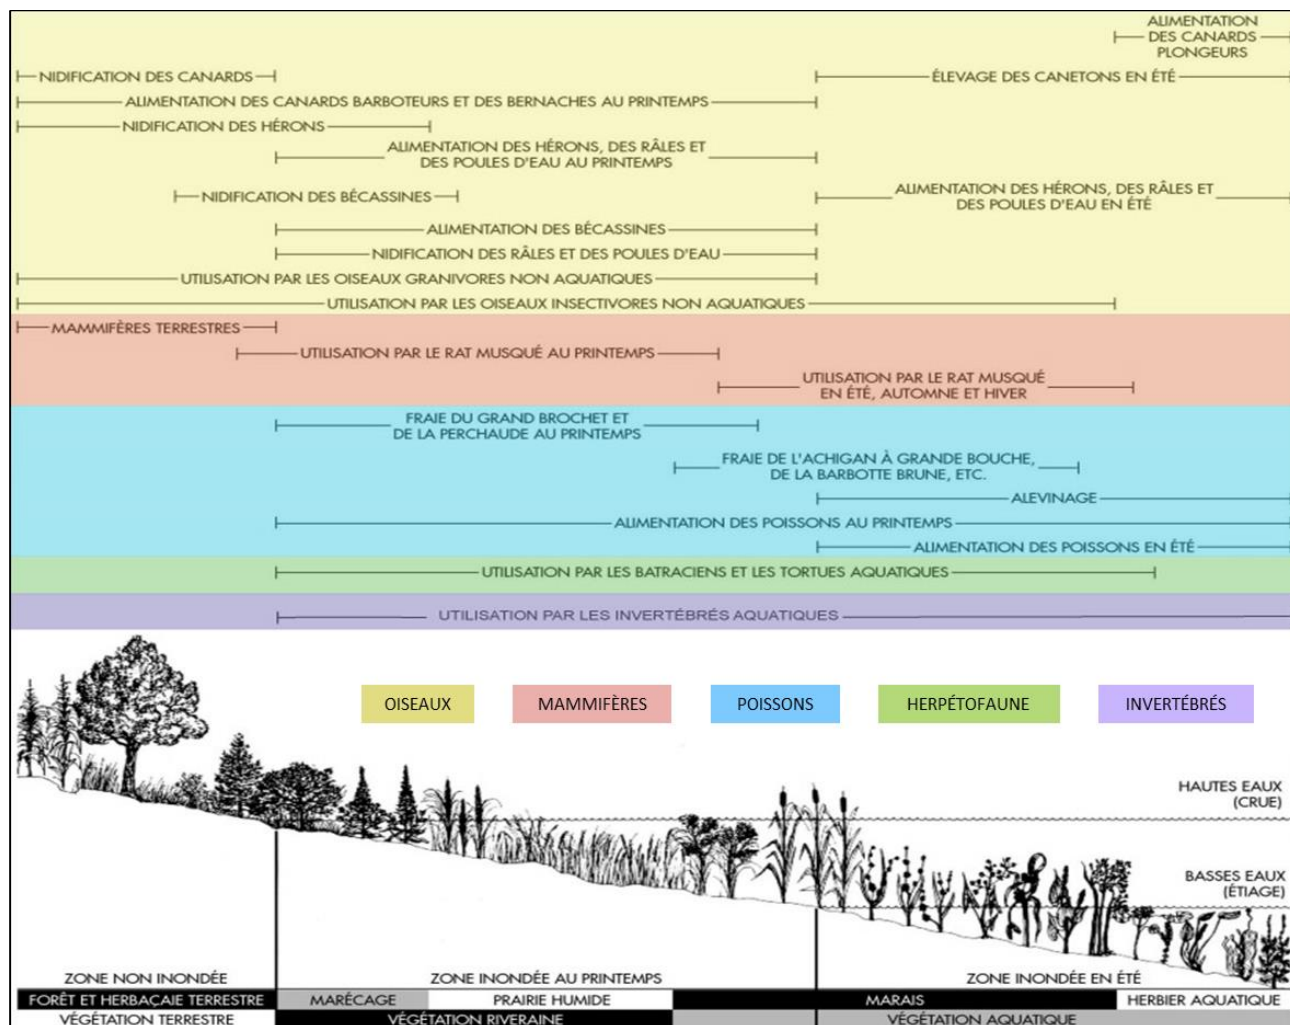 ALIMENTATION
DES CANARDS
PLONGEURS
NIDIFICATION DES CANARDS
ÉLEVAGE DES CANETONS EN ÉTÉ
ALIMENTATION DES CANARDS BARBOTEURS ET DES BERNACHES AU PRINTEMPS
NIDIFICATION DES HÉRONS
ALIMENTATION DES HÉRONS, DES RÂLES ET
DES POULES D'EAU AU PRINTEMPS
NIDIFICATION DES BÉCASSINES
ALIMENTATION DES HÉRONS, DES RÂLES ET
DES POULES D'EAU EN ÉTÉ
ALIMENTATION DES BÉCASSINES
NIDIFICATION DES RÂLES ET DES POULES D'EAU
UTILISATION PAR LES OISEAUX GRANIVORES NON AQUATIQUES
UTILISATION PAR LES OISEAUX INSECTIVORES NON AQUATIQUES
MAMMIFÈRES TERRESTRES
UTILISATION PAR LE RAT MUSQUÉ AU PRINTEMPS
UTILISATION PAR LE RAT MUSQUÉ
EN ÉTÉ, AUTOMNE ET HIVER
FRAIE DU GRAND BROCHET ET
DE LA PERCHAUDE AU PRINTEMPS
FRAIE DE L'ACHIGAN À GRANDE BOUCHE,
DE LA BARBOTTE BRUNE, ETC.
ALEVINAGE
ALIMENTATION DES POISSONS AU PRINTEMPS
ALIMENTATION DES POISSONS EN ÉTÉ
UTILISATION PAR LES BATRACIENS ET LES TORTUES AQUATIQUES
UTILISATION PAR LES INVERTÉBRÉS AQUATIQUES
OISEAUX
MAMMIFÈRES
POISSONS
HERPÉTOFAUNE
INVERTÉBRÉS
HAUTES EAUX
(CRUE)
BASSES EAUX
(ÉTIAGE)
ZONE NON INONDÉE
ZONE INONDÉE AU PRINTEMPS
ZONE INONDÉE EN ÉTÉ
FORÊT ET HERBAÇAIE TERRESTRE
MARÉCAGE
PRAIRIE HUMIDE
MARAIS
HERBIER AQUATIQUE
VÉGÉTATION TERRESTRE
VÉGÉTATION RIVERAINE
VÉGÉTATION AQUATIQUE